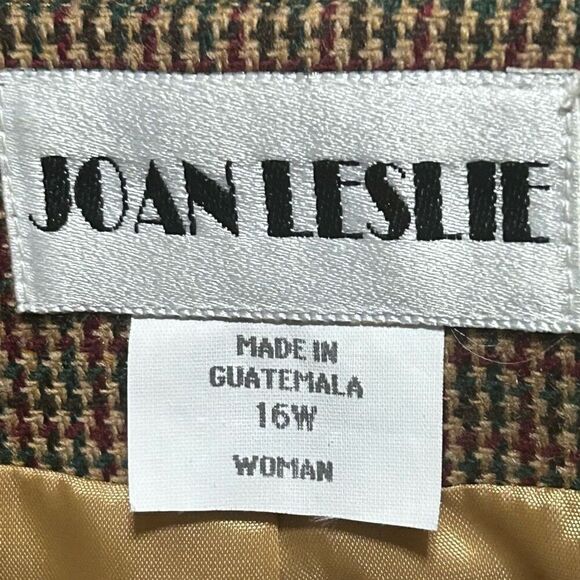 JOAN LESLIE
MADE IN
GUATEMALA
16W
WOMAN